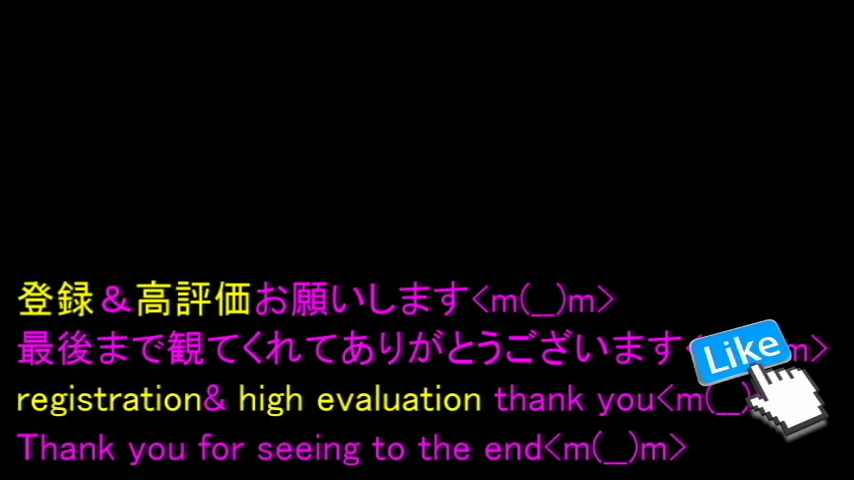 登録＆高評価お願いします<m(__)m>
最後まで観てくれてありがとうございます<m>
registration& high evaluation thank you<m(__)
Thank you for seeing to the end<m(__)m>
Like